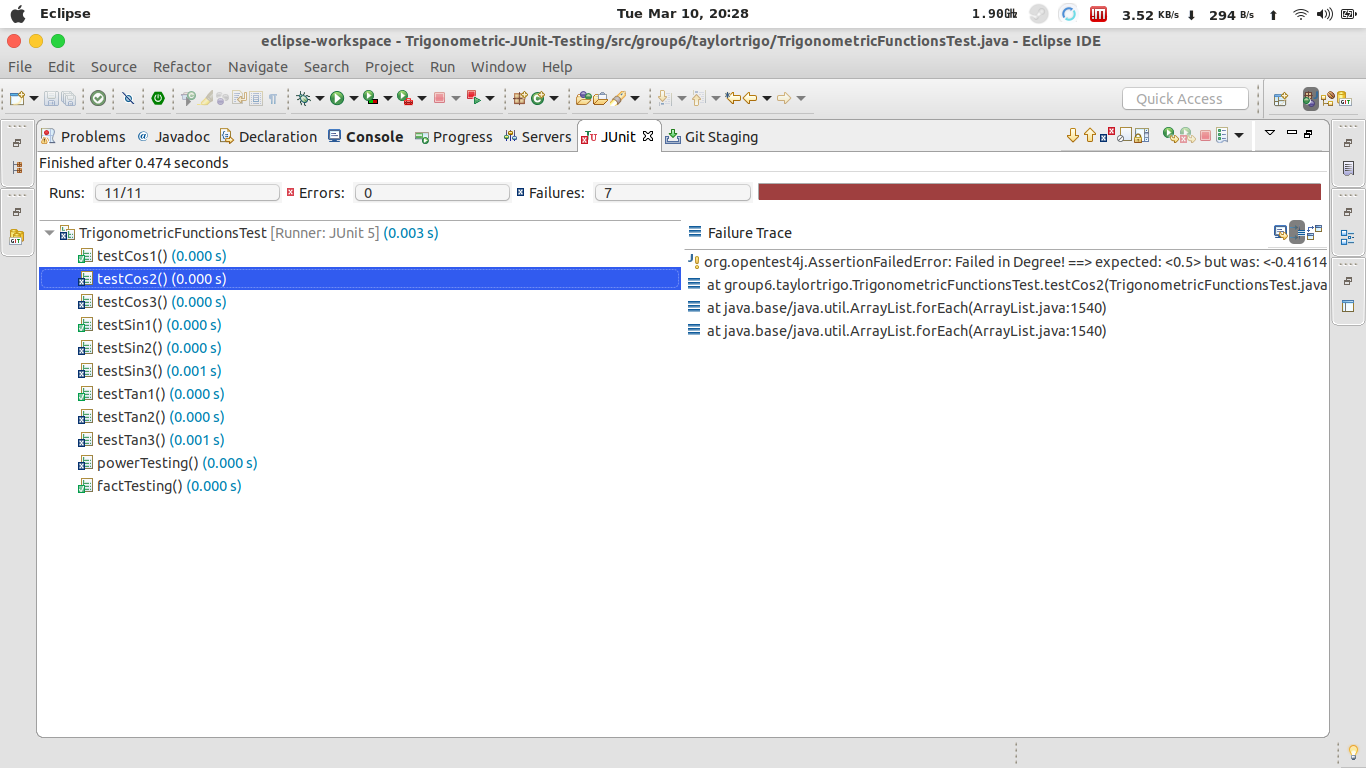 Eclipse
Tue Mar 10, 20:28
1.90GHz
3.52 KB/s 294 B/s
eclipse-workspace - Trigonometric-JUnit-Testing/src/group6/taylortrigo/TrigonometricFunctionsTest.java - Eclipse IDE
File Edit Source Refactor Navigate Search Project Run Window Help
Quick Access
Problems @ Javadoc Declaration Console Progress Servers JUnit Git Staging
Finished after 0.474 seconds
Runs: 11/11 Errors: 0 Failures: 7
TrigonometricFunctionsTest [Runner: JUnit 5] (0.003 s)
testCos1() (0.000 s)
testCos2() (0.000 s)
testCos3() (0.000 s)
testSin1() (0.000 s)
testSin2() (0.000 s)
testSin3() (0.001 s)
testTan1() (0.000 s)
testTan2() (0.000 s)
testTan3() (0.001 s)
powerTesting() (0.000 s)
factTesting() (0.000 s)
Failure Trace
org.opentest4j.AssertionFailedError: Failed in Degree! ==> expected: <0.5> but was: <-0.41614
at group6.taylortrigo.TrigonometricFunctionsTest.testCos2(TrigonometricFunctionsTest.java
at java.base/java.util.ArrayList.forEach(ArrayList.java:1540)
at java.base/java.util.ArrayList.forEach(ArrayList.java:1540)